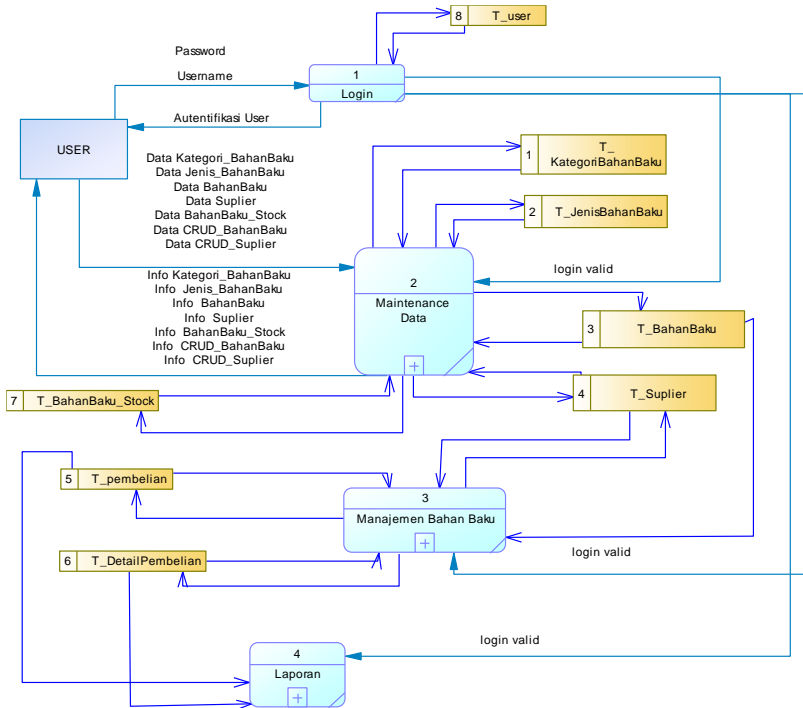 8 T_user
Password
Username
1
Login
Autentifikasi User
USER
Data Kategori_BahanBaku
Data Jenis_BahanBaku
Data BahanBaku
Data Suplier
Data BahanBaku_Stock
Data CRUD_BahanBaku
Data CRUD_Suplier
1 T_
KategoriBahanBaku
2 T_JenisBahanBaku
login valid
Info Kategori_BahanBaku
Info Jenis_BahanBaku
Info BahanBaku
Info Suplier
Info BahanBaku_Stock
Info CRUD_BahanBaku
Info CRUD_Suplier
2
Maintenance
Data
+
3 T_BahanBaku
4 T_Suplier
7 T_BahanBaku_Stock
5 T_pembelian
3
Manajemen Bahan Baku
+
login valid
6 T_DetailPembelian
login valid
4
Laporan
+